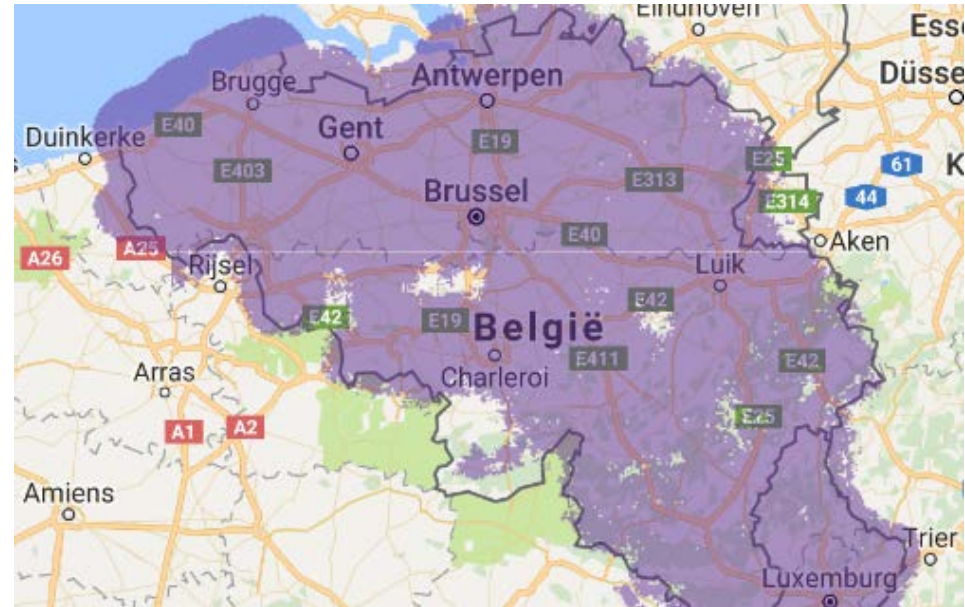 Eindhoven
Esse
Antwerpen
Düsse
Brugge
E40
Gent
E19
Duinkerke
E403
E25
61
K
E313
Brussel
E314
44
E40
Aken
A26
A25
Rijsel
Luik
E42
E42
E19
België
E411
E42
Arras
Charleroi
A1
A2
E25
Amiens
Trier
Luxemburg